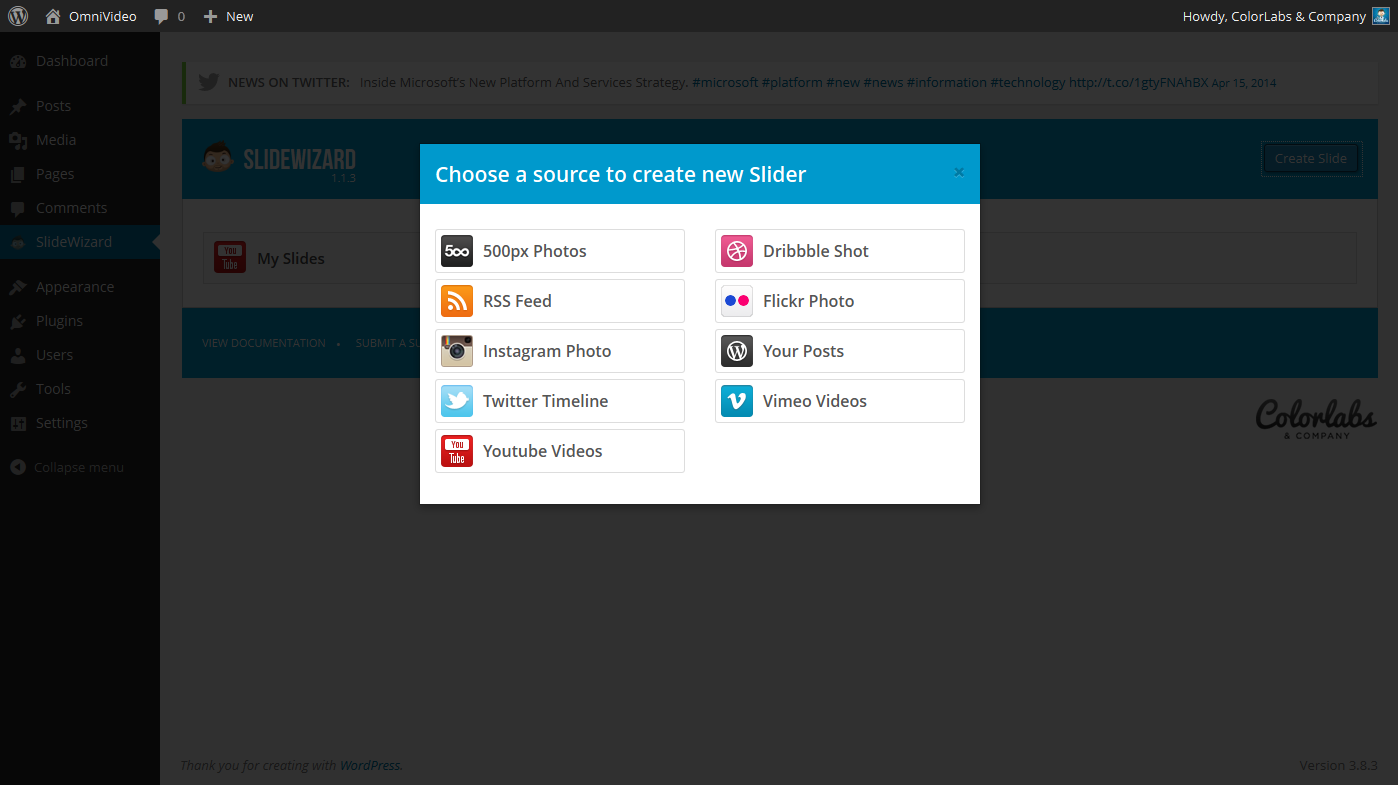 OmniVideo 0 New Howdy, ColorLabs & Company
Dashboard
Posts
Media
Pages
Comments
SlideWizard
Appearance
Plugins
Users
Tools
Settings
Collapse menu
NEWS ON TWITTER: Inside Microsoft's New Platform And Services Strategy. #microsoft #platform #new #news #information #technology http://t.co/1gtyFNAhBX Apr 15, 2014
SLIDEWIZARD
1.1.3
Create Slide
You
Tube
My Slides
VIEW DOCUMENTATION • SUBMIT A SU
Choose a source to create new Slider ×
500px Photos
Dribbble Shot
RSS Feed
Flickr Photo
Instagram Photo
Your Posts
Twitter Timeline
Vimeo Videos
You
Tube
Youtube Videos
Colorlabs
& COMPANY
Thank you for creating with WordPress.
Version 3.8.3